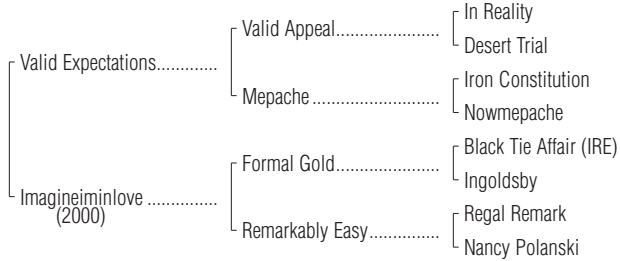 In Reality
Valid Appeal
Desert Trial
Valid Expectations
Iron Constitution
Mepache
Nowmepache
Black Tie Affair (IRE)
Formal Gold
Ingoldsby
Imagineiminlove
(2000)
Regal Remark
Remarkably Easy
Nancy Polanski